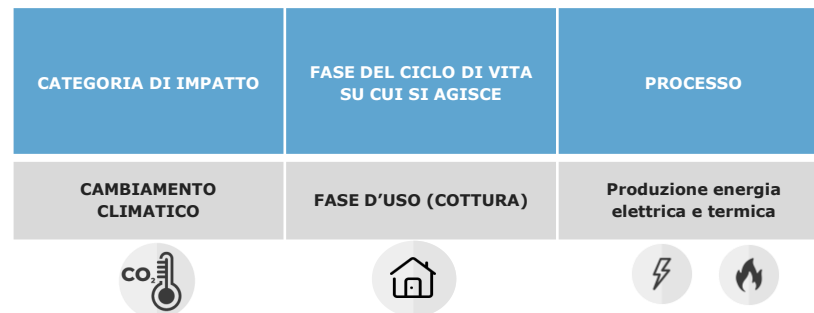 CATEGORIA DI IMPATTO
FASE DEL CICLO DI VITA
SU CUI SI AGISCE
PROCESSO
CAMBIAMENTO
CLIMATICO
FASE D’USO (COTTURA)
Produzione energia
elettrica e termica
CO₂